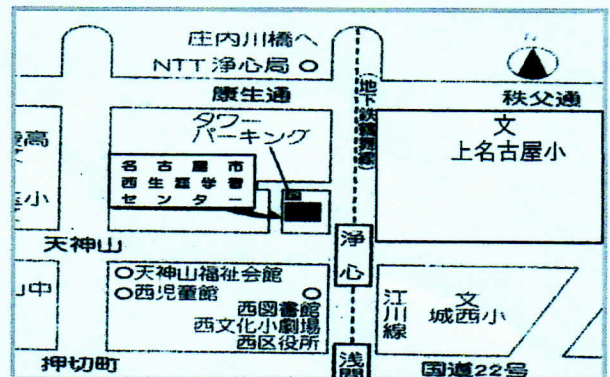 庄内川橋へ
N
NTT浄心局
康生通
(地下鉄鶴舞線)
秩父通
タワー
パーキング
文
上名古屋小
名古屋市
西生涯学習
センター
小
天神山
浄心
天神山福祉会館
西児童館
西図書館
西文化小劇場
西区役所
江川線
文
城西小
中
押切町
浅間
国道22号